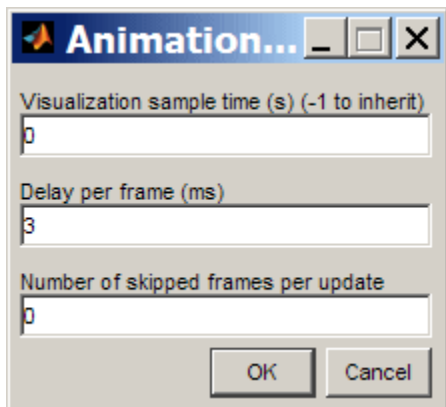 Animation...
Visualization sample time (s) (-1 to inherit)
0
Delay per frame (ms)
3
Number of skipped frames per update
0
OK Cancel